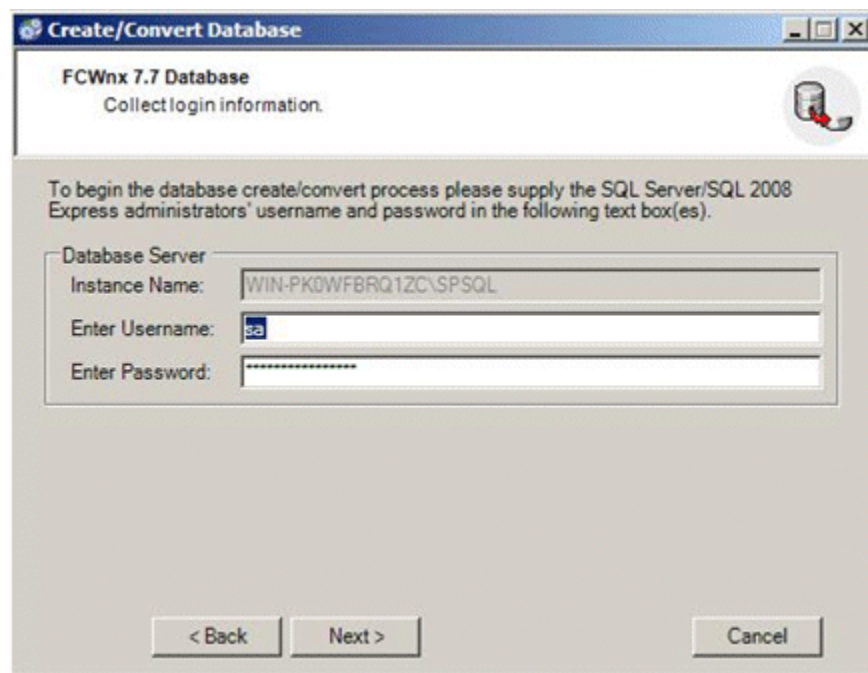 Create/Convert Database
FCWnx 7.7 Database
Collect login information.
To begin the database create/convert process please supply the SQL Server/SQL 2008
Express administrators' username and password in the following text box(es).
Database Server
Instance Name: WIN-PK0WFBRQ1ZC\SPSQL
Enter Username: sa
Enter Password: ****************
< Back Next > Cancel